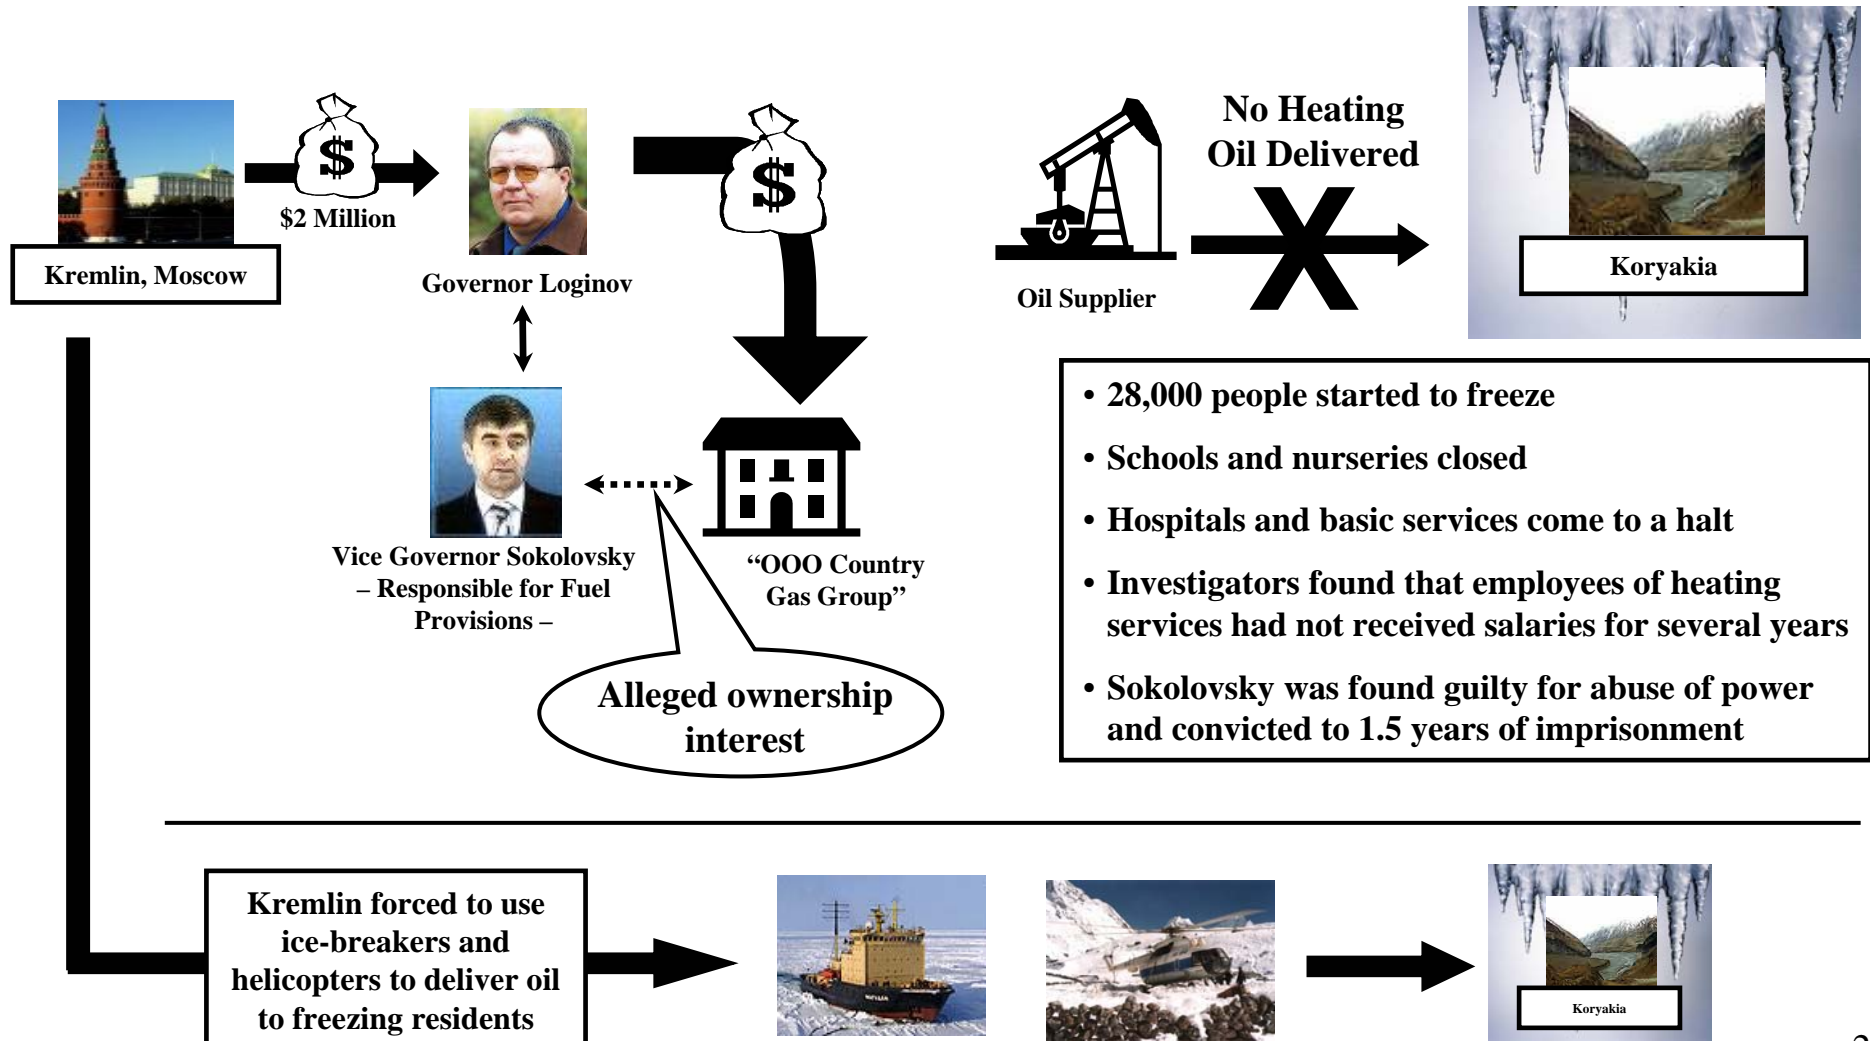 $
$2 Million
Kremlin, Moscow
Governor Loginov
$
Oil Supplier
No Heating
Oil Delivered
X
Koryakia
Vice Governor Sokolovsky
– Responsible for Fuel
Provisions –
“OOO Country
Gas Group”
Alleged ownership
interest
• 28,000 people started to freeze
• Schools and nurseries closed
• Hospitals and basic services come to a halt
• Investigators found that employees of heating
services had not received salaries for several years
• Sokolovsky was found guilty for abuse of power
and convicted to 1.5 years of imprisonment
Kremlin forced to use
ice-breakers and
helicopters to deliver oil
to freezing residents
Koryakia